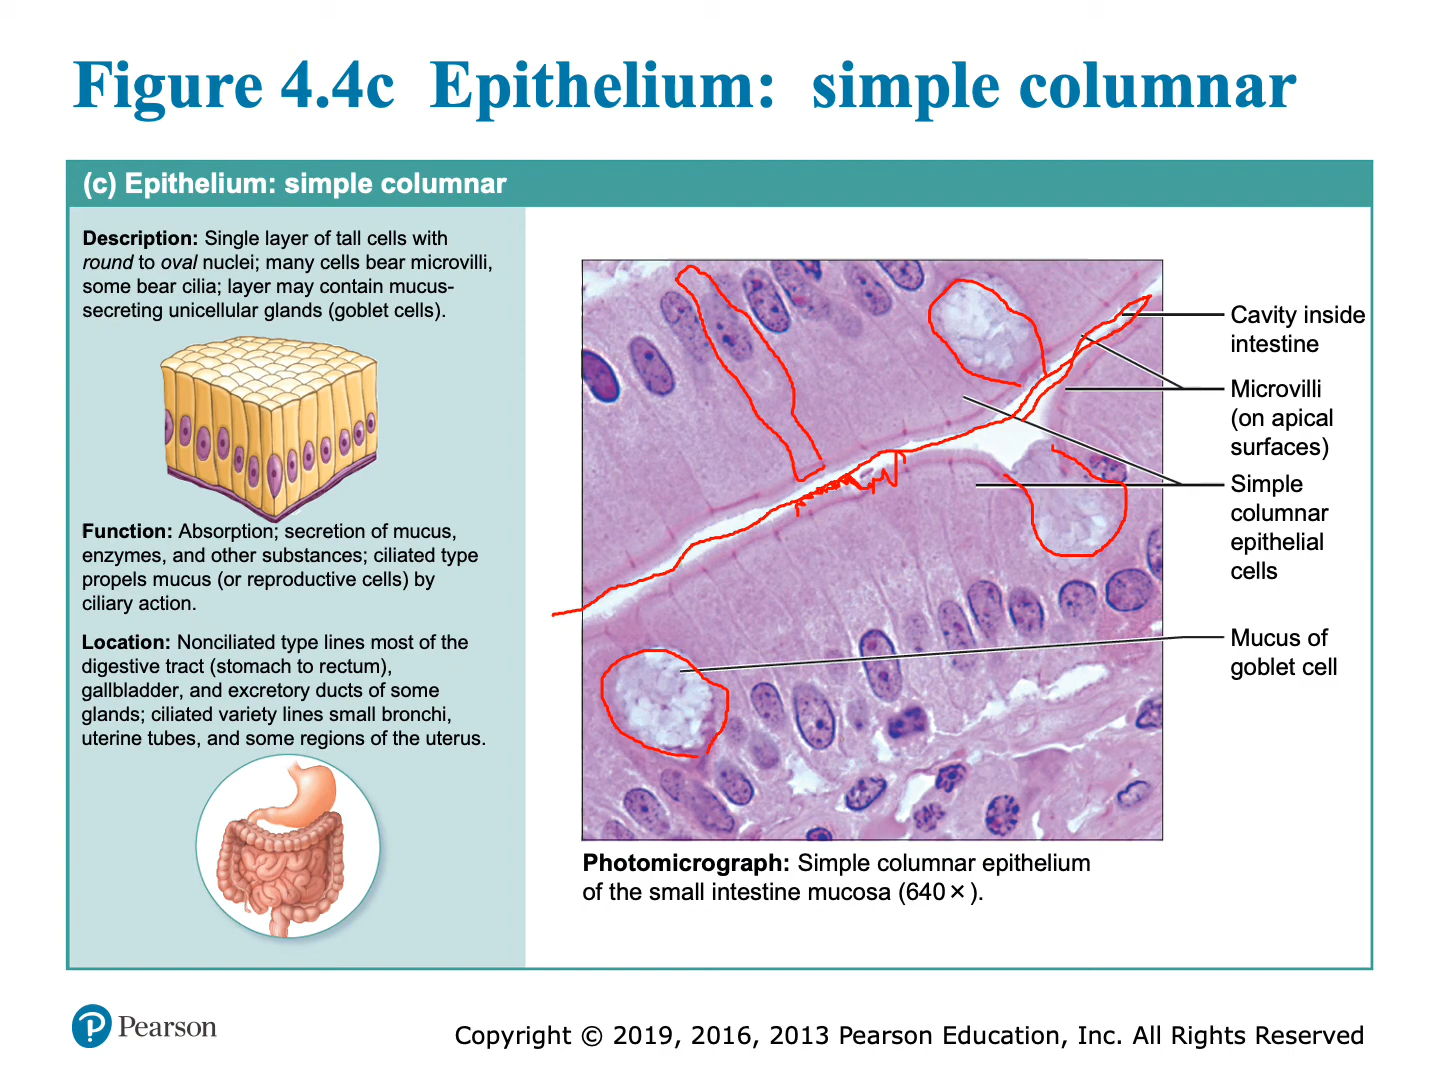 Figure 4.4c Epithelium: simple columnar
(c) Epithelium: simple columnar
Description: Single layer of tall cells with
round to oval nuclei; many cells bear microvilli,
some bear cilia; layer may contain mucus-
secreting unicellular glands (goblet cells).
Function: Absorption; secretion of mucus,
enzymes, and other substances; ciliated type
propels mucus (or reproductive cells) by
ciliary action.
Location: Nonciliated type lines most of the
digestive tract (stomach to rectum),
gallbladder, and excretory ducts of some
glands; ciliated variety lines small bronchi,
uterine tubes, and some regions of the uterus.
Cavity inside
intestine
Microvilli
(on apical
surfaces)
Simple
columnar
epithelial
cells
Mucus of
goblet cell
Photomicrograph: Simple columnar epithelium
of the small intestine mucosa (640×).
P Pearson
Copyright © 2019, 2016, 2013 Pearson Education, Inc. All Rights Reserved